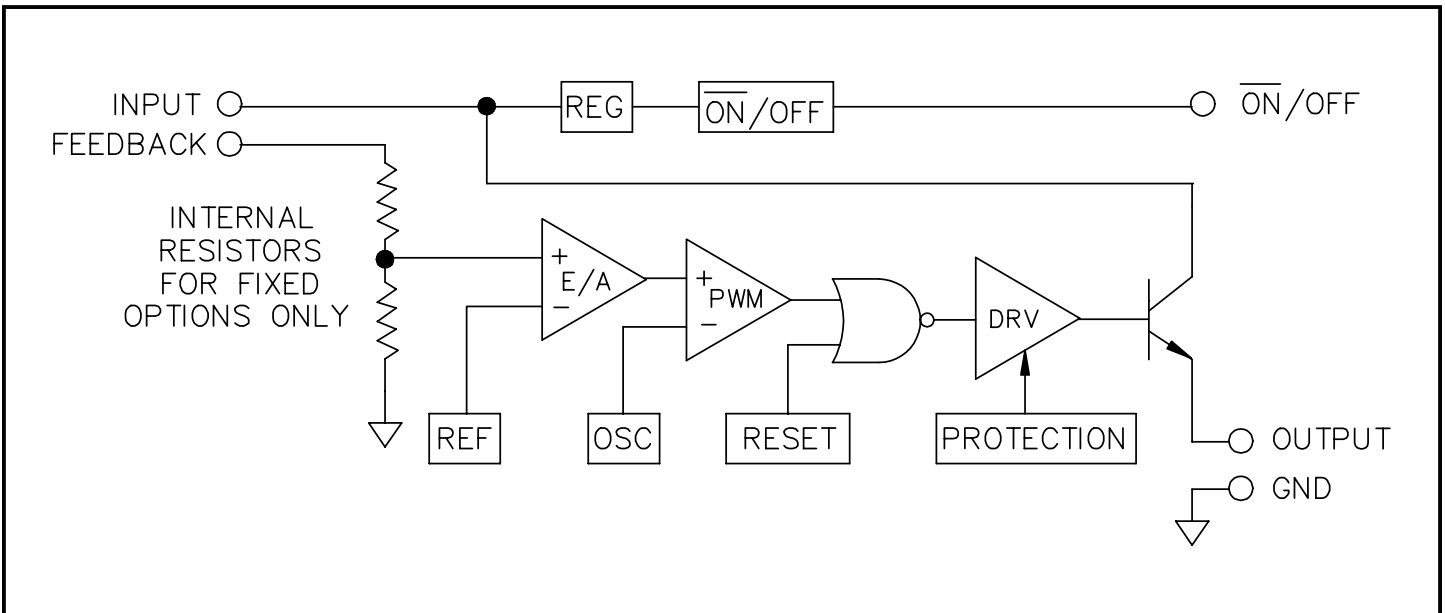 INPUT
REG
ON/OFF
ON/OFF
FEEDBACK
INTERNAL
RESISTORS
FOR FIXED
OPTIONS ONLY
+
E/A
−
+
PWM
−
DRV
REF
OSC
RESET
PROTECTION
OUTPUT
GND